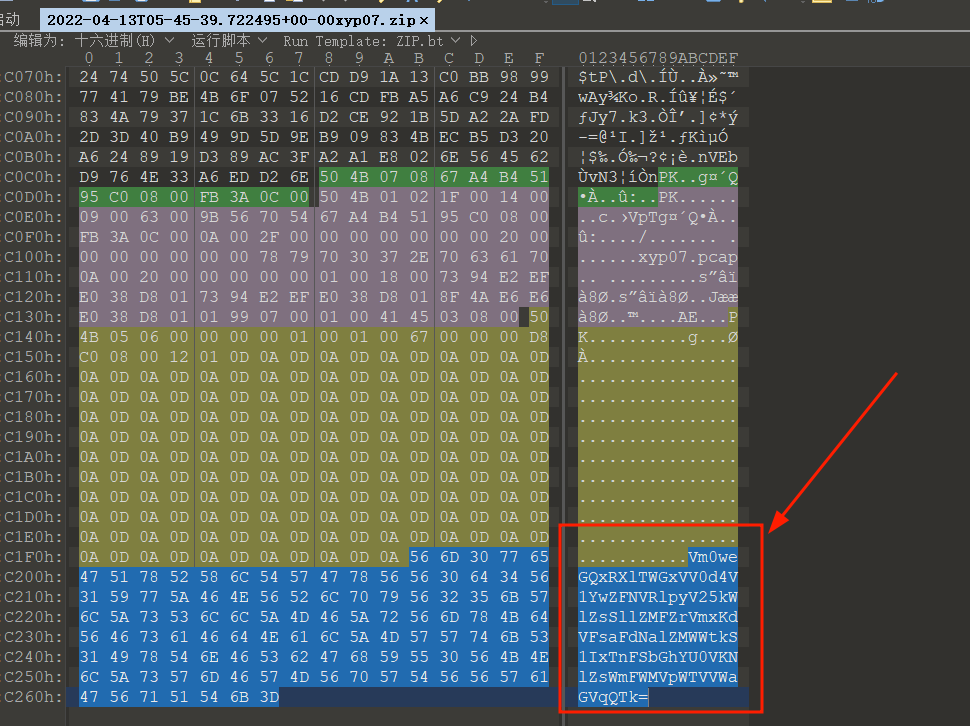 启动 2022-04-13T05-45-39.722495+00-00xyp07.zip×
编辑为: 十六进制(H) 运行脚本 Run Template: ZIP.bt
0 1 2 3 4 5 6 7 8 9 A B C D E F 0123456789ABCDEF
:C070h: 24 74 50 5C 0C 64 5C 1C CD D9 1A 13 C0 BB 98 99 $tP\.d\.ÍÙ..À»˜™
:C080h: 77 41 79 BE 4B 6F 07 52 16 CD FB A5 A6 C9 24 B4 wAy¾Ko.R.Íû¥¦É$´
:C090h: 83 4A 79 37 1C 6B 33 16 D2 CE 92 1B 5D A2 2A FD ƒJy7.k3.ÒÎ’.]¢*ý
:C0A0h: 2D 3D 40 B9 49 9D 5D 9E B9 09 83 4B EC B5 D3 20 -=@¹I.]ž¹.ƒKìµÓ
:C0B0h: A6 24 89 19 D3 89 AC 3F A2 A1 E8 02 6E 56 45 62 ¦$‰.Ó‰¬?¢¡è.nVEb
:C0C0h: D9 76 4E 33 A6 ED D2 6E 50 4B 07 08 67 A4 B4 51 ÙvN3¦íÒnPK..g¤´Q
:C0D0h: 95 C0 08 00 FB 3A 0C 00 50 4B 01 02 1F 00 14 00 •À..û:..PK......
:C0E0h: 09 00 63 00 9B 56 70 54 67 A4 B4 51 95 C0 08 00 ..c.›VpTg¤´Q•À..
:C0F0h: FB 3A 0C 00 0A 00 2F 00 00 00 00 00 00 00 20 00 û:..../....... .
:C100h: 00 00 00 00 00 00 78 79 70 30 37 2E 70 63 61 70 ......xyp07.pcap
:C110h: 0A 00 20 00 00 00 00 00 01 00 18 00 73 94 E2 EF .. .........s”âï
:C120h: E0 38 D8 01 73 94 E2 EF E0 38 D8 01 8F 4A E6 E6 à8Ø.s”âïà8Ø..Jææ
:C130h: E0 38 D8 01 01 99 07 00 01 00 41 45 03 08 00 50 à8Ø..™....AE...P
:C140h: 4B 05 06 00 00 00 00 01 00 01 00 67 00 00 00 D8 K..........g...Ø
:C150h: C0 08 00 12 01 0D 0A 0D 0A 0D 0A 0D 0A 0D 0A 0D À...............
:C160h: 0A 0D 0A 0D 0A 0D 0A 0D 0A 0D 0A 0D 0A 0D 0A 0D ................
:C170h: 0A 0D 0A 0D 0A 0D 0A 0D 0A 0D 0A 0D 0A 0D 0A 0D ................
:C180h: 0A 0D 0A 0D 0A 0D 0A 0D 0A 0D 0A 0D 0A 0D 0A 0D ................
:C190h: 0A 0D 0A 0D 0A 0D 0A 0D 0A 0D 0A 0D 0A 0D 0A 0D ................
:C1A0h: 0A 0D 0A 0D 0A 0D 0A 0D 0A 0D 0A 0D 0A 0D 0A 0D ................
:C1B0h: 0A 0D 0A 0D 0A 0D 0A 0D 0A 0D 0A 0D 0A 0D 0A 0D ................
:C1C0h: 0A 0D 0A 0D 0A 0D 0A 0D 0A 0D 0A 0D 0A 0D 0A 0D ................
:C1D0h: 0A 0D 0A 0D 0A 0D 0A 0D 0A 0D 0A 0D 0A 0D 0A 0D ................
:C1E0h: 0A 0D 0A 0D 0A 0D 0A 0D 0A 0D 0A 0D 0A 0D 0A 0D ................
:C1F0h: 0A 0D 0A 0D 0A 0D 0A 0D 0A 0D 0A 56 6D 30 77 65 ...........Vm0we
:C200h: 47 51 78 52 58 6C 54 57 47 78 56 56 30 64 34 56 GQxRXlTWGxVV0d4V
:C210h: 31 59 77 5A 46 4E 56 52 6C 70 79 56 32 35 6B 57 1YwZFNVRlpyV25kW
:C220h: 6C 5A 73 53 6C 6C 5A 4D 46 5A 72 56 6D 78 4B 64 lZsSllZMFZrVmxKd
:C230h: 56 46 73 61 46 64 4E 61 6C 5A 4D 57 57 74 6B 53 VFsaFdNalZMWWtkS
:C240h: 31 49 78 54 6E 46 53 62 47 68 59 55 30 56 4B 4E 1IxTnFSbGhYU0VKN
:C250h: 6C 5A 73 57 6D 46 57 4D 56 70 57 54 56 56 57 61 lZsWmFWMVpWTVVWa
:C260h: 47 56 71 51 54 6B 3D GVqQTk=